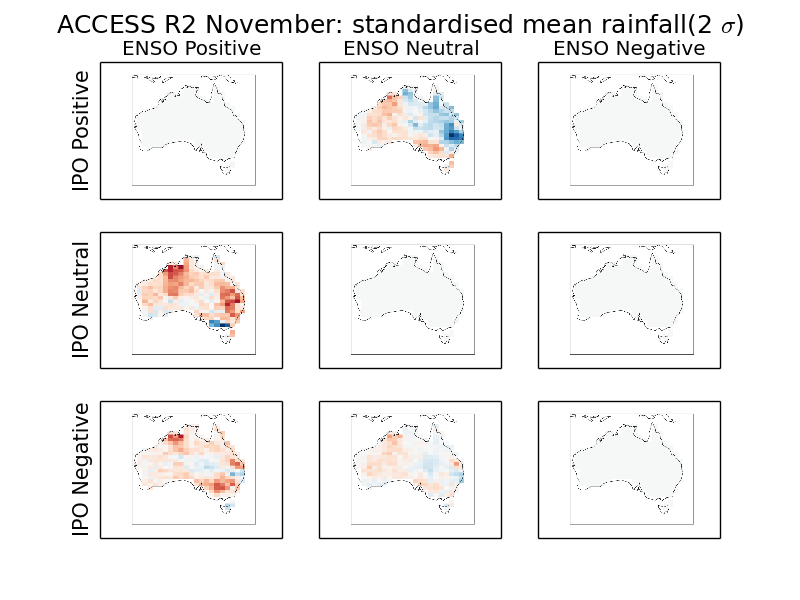 ACCESS R2 November: standardised mean rainfall(2 σ)
ENSO Positive ENSO Neutral ENSO Negative
IPO Positive
IPO Neutral
IPO Negative